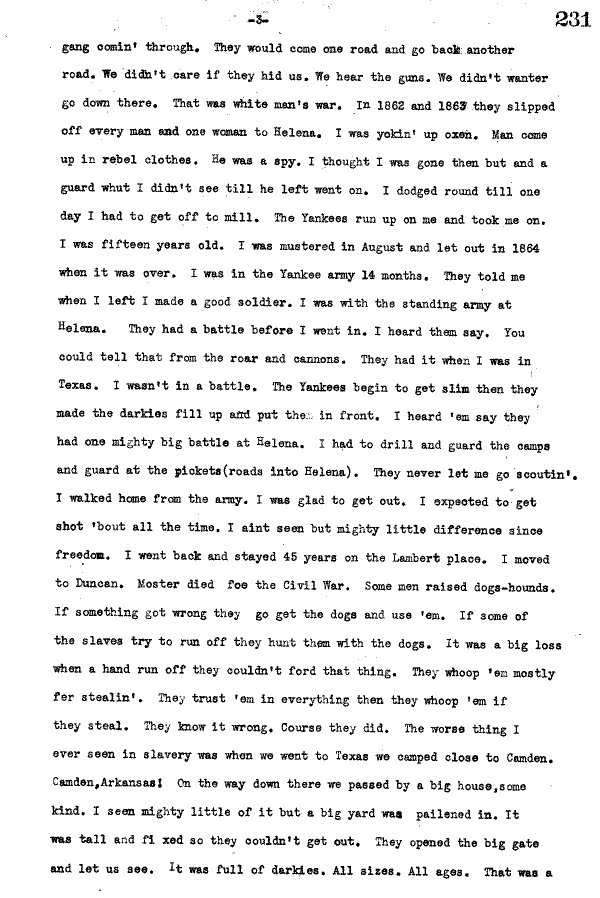 -3-
231
gang comin' through. They would come one road and go back another
road. We didn't care if they hid us. We hear the guns. We didn't wanter
go down there. That was white man's war. In 1862 and 1863 they slipped
off every man and one woman to Helena. I was yokin' up oxen. Man come
up in rebel clothes. He was a spy. I thought I was gone then but and a
guard whut I didn't see till he left went on. I dodged round till one
day I had to get off to mill. The Yankees run up on me and took me on.
I was fifteen years old. I was mustered in August and let out in 1864
when it was over. I was in the Yankee army 14 months. They told me
when I left I made a good soldier. I was with the standing army at
Helena. They had a battle before I went in. I heard them say. You
could tell that from the roar and cannons. They had it when I was in
Texas. I wasn't in a battle. The Yankees begin to get slim then they
made the darkies fill up and put the in front. I heard 'em say they
had one mighty big battle at Helena. I had to drill and guard the camps
and guard at the pickets(roads into Helena). They never let me go scoutin'.
I walked home from the army. I was glad to get out. I expected to get
shot 'bout all the time. I aint seen but mighty little difference since
freedom. I went back and stayed 45 years on the Lambert place. I moved
to Duncan. Moster died foe the Civil War. Some men raised dogs-hounds.
If something got wrong they go get the dogs and use 'em. If some of
the slaves try to run off they hunt them with the dogs. It was a big loss
when a hand run off they couldn't ford that thing. They whoop 'em mostly
fer stealin'. They trust 'em in everything then they whoop 'em if
they steal. They know it wrong. Course they did. The worse thing I
ever seen in slavery was when we went to Texas we camped close to Camden.
Camden,Arkansas! On the way down there we passed by a big house,some
kind. I seen mighty little of it but a big yard was pailened in. It
was tall and fi xed so they couldn't get out. They opened the big gate
and let us see. It was full of darkies. All sizes. All ages. That was a